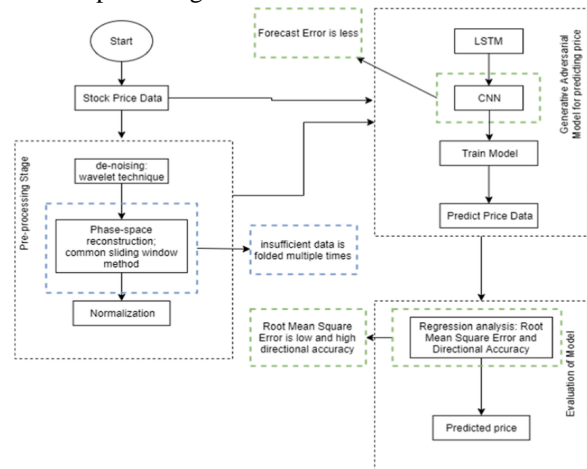 Start
Stock Price Data
Pre-processing Stage
de-noising:
wavelet technique
Phase-space
reconstruction;
common sliding window
method
Normalization
insufficient data is
folded multiple times
Forecast Error is less
LSTM
CNN
Train Model
Predict Price Data
Generative Adversarial
Model for predicting price
Root Mean Square
Error is low and high
directional accuracy
Regression analysis: Root
Mean Square Error and
Directional Accuracy
Predicted price
Evaluation of Model